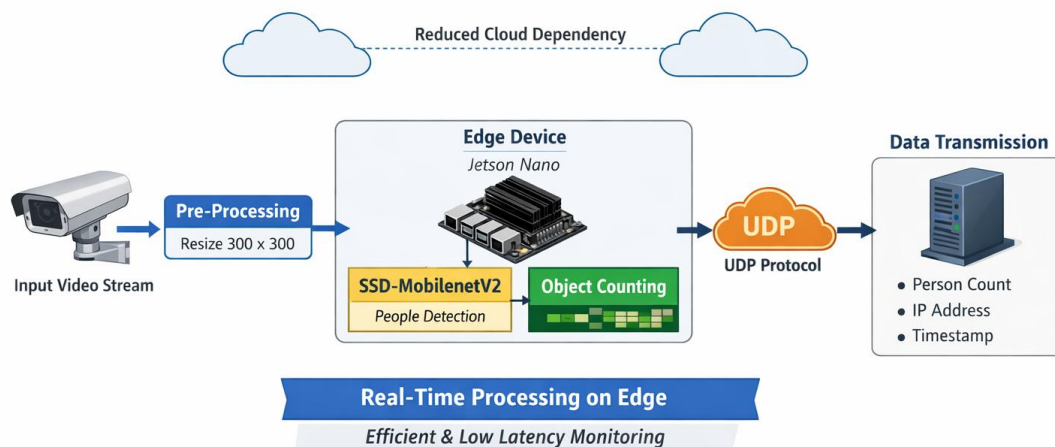 Reduced Cloud Dependency
Edge Device
Jetson Nano
Data Transmission
Pre-Processing
Resize 300 x 300
Input Video Stream
SSD-MobilenetV2
People Detection
Object Counting
UDP
UDP Protocol
Person Count
IP Address
Timestamp
Real-Time Processing on Edge
Efficient & Low Latency Monitoring